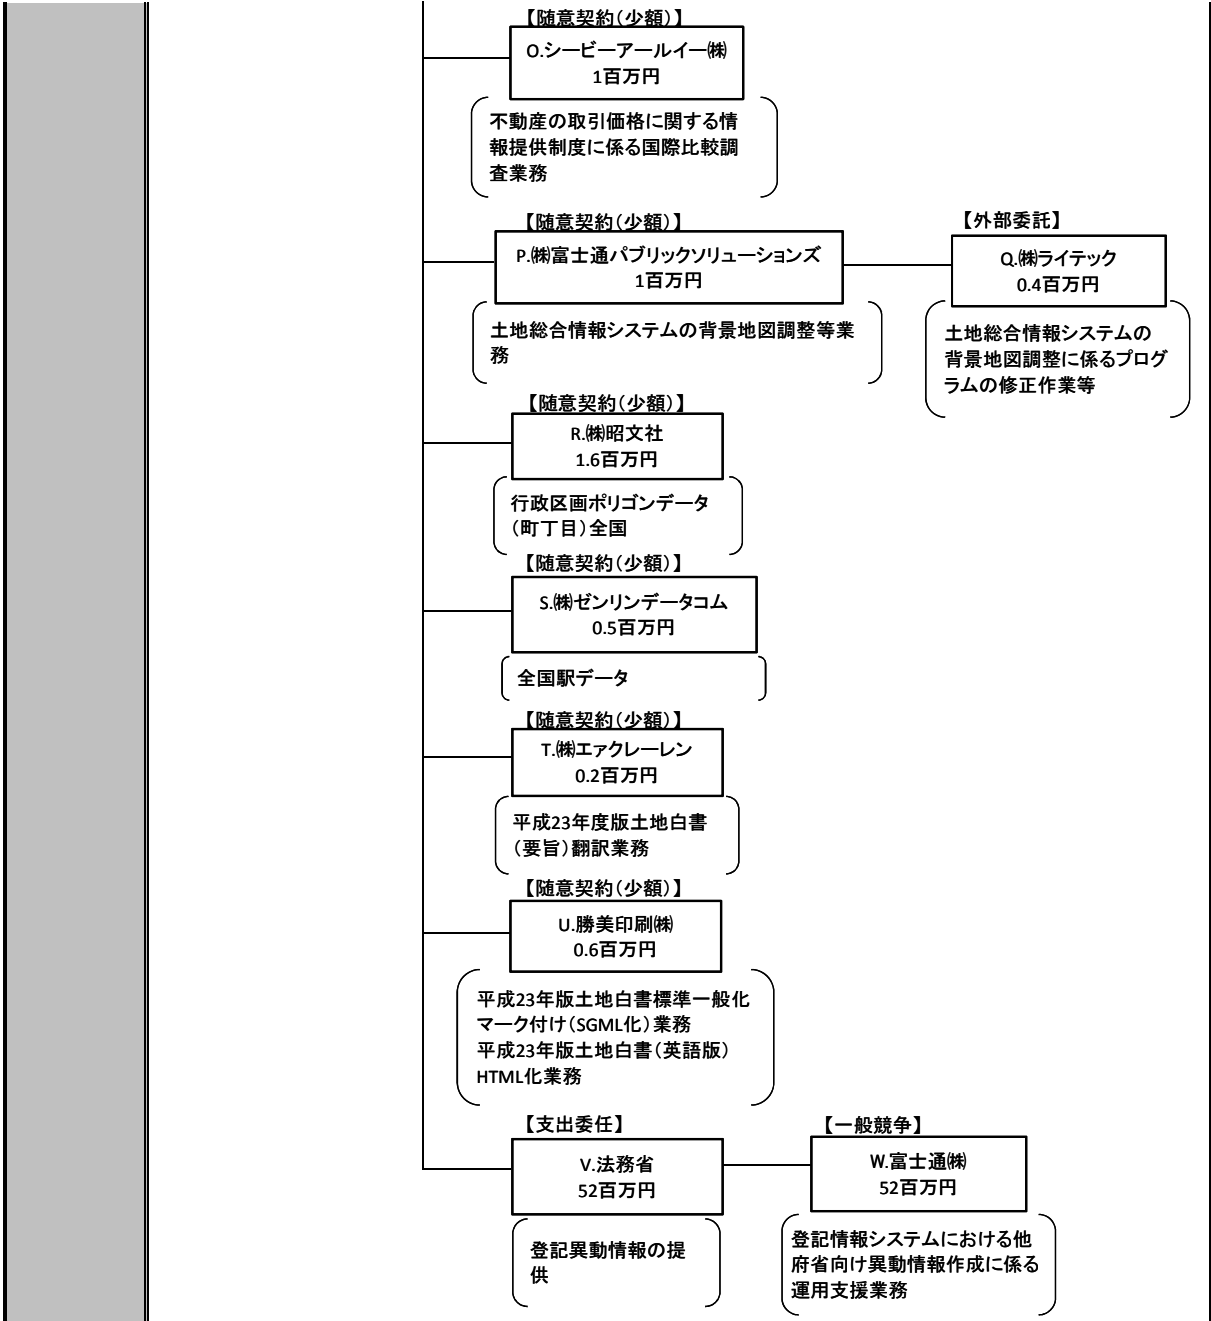 【随意契約（少額）】
O.シービーアールイー㈱
1百万円
不動産の取引価格に関する情
報提供制度に係る国際比較調
査業務
【随意契約（少額）】
P.㈱富士通パブリックソリューションズ
1百万円
土地総合情報システムの背景地図調整等業
務
【外部委託】
Q.㈱ライテック
0.4百万円
土地総合情報システムの
背景地図調整に係るプログ
ラムの修正作業等
【随意契約（少額）】
R.㈱昭文社
1.6百万円
行政区画ポリゴンデータ
（町丁目）全国
【随意契約（少額）】
S.㈱ゼンリンデータコム
0.5百万円
全国駅データ
【随意契約（少額）】
T.㈱エァクレーレン
0.2百万円
平成23年度版土地白書
（要旨）翻訳業務
【随意契約（少額）】
U.勝美印刷㈱
0.6百万円
平成23年版土地白書標準一般化
マーク付け（SGML化）業務
平成23年版土地白書（英語版）
HTML化業務
【支出委任】
V.法務省
52百万円
登記異動情報の提
供
【一般競争】
W.富士通㈱
52百万円
登記情報システムにおける他
府省向け異動情報作成に係る
運用支援業務